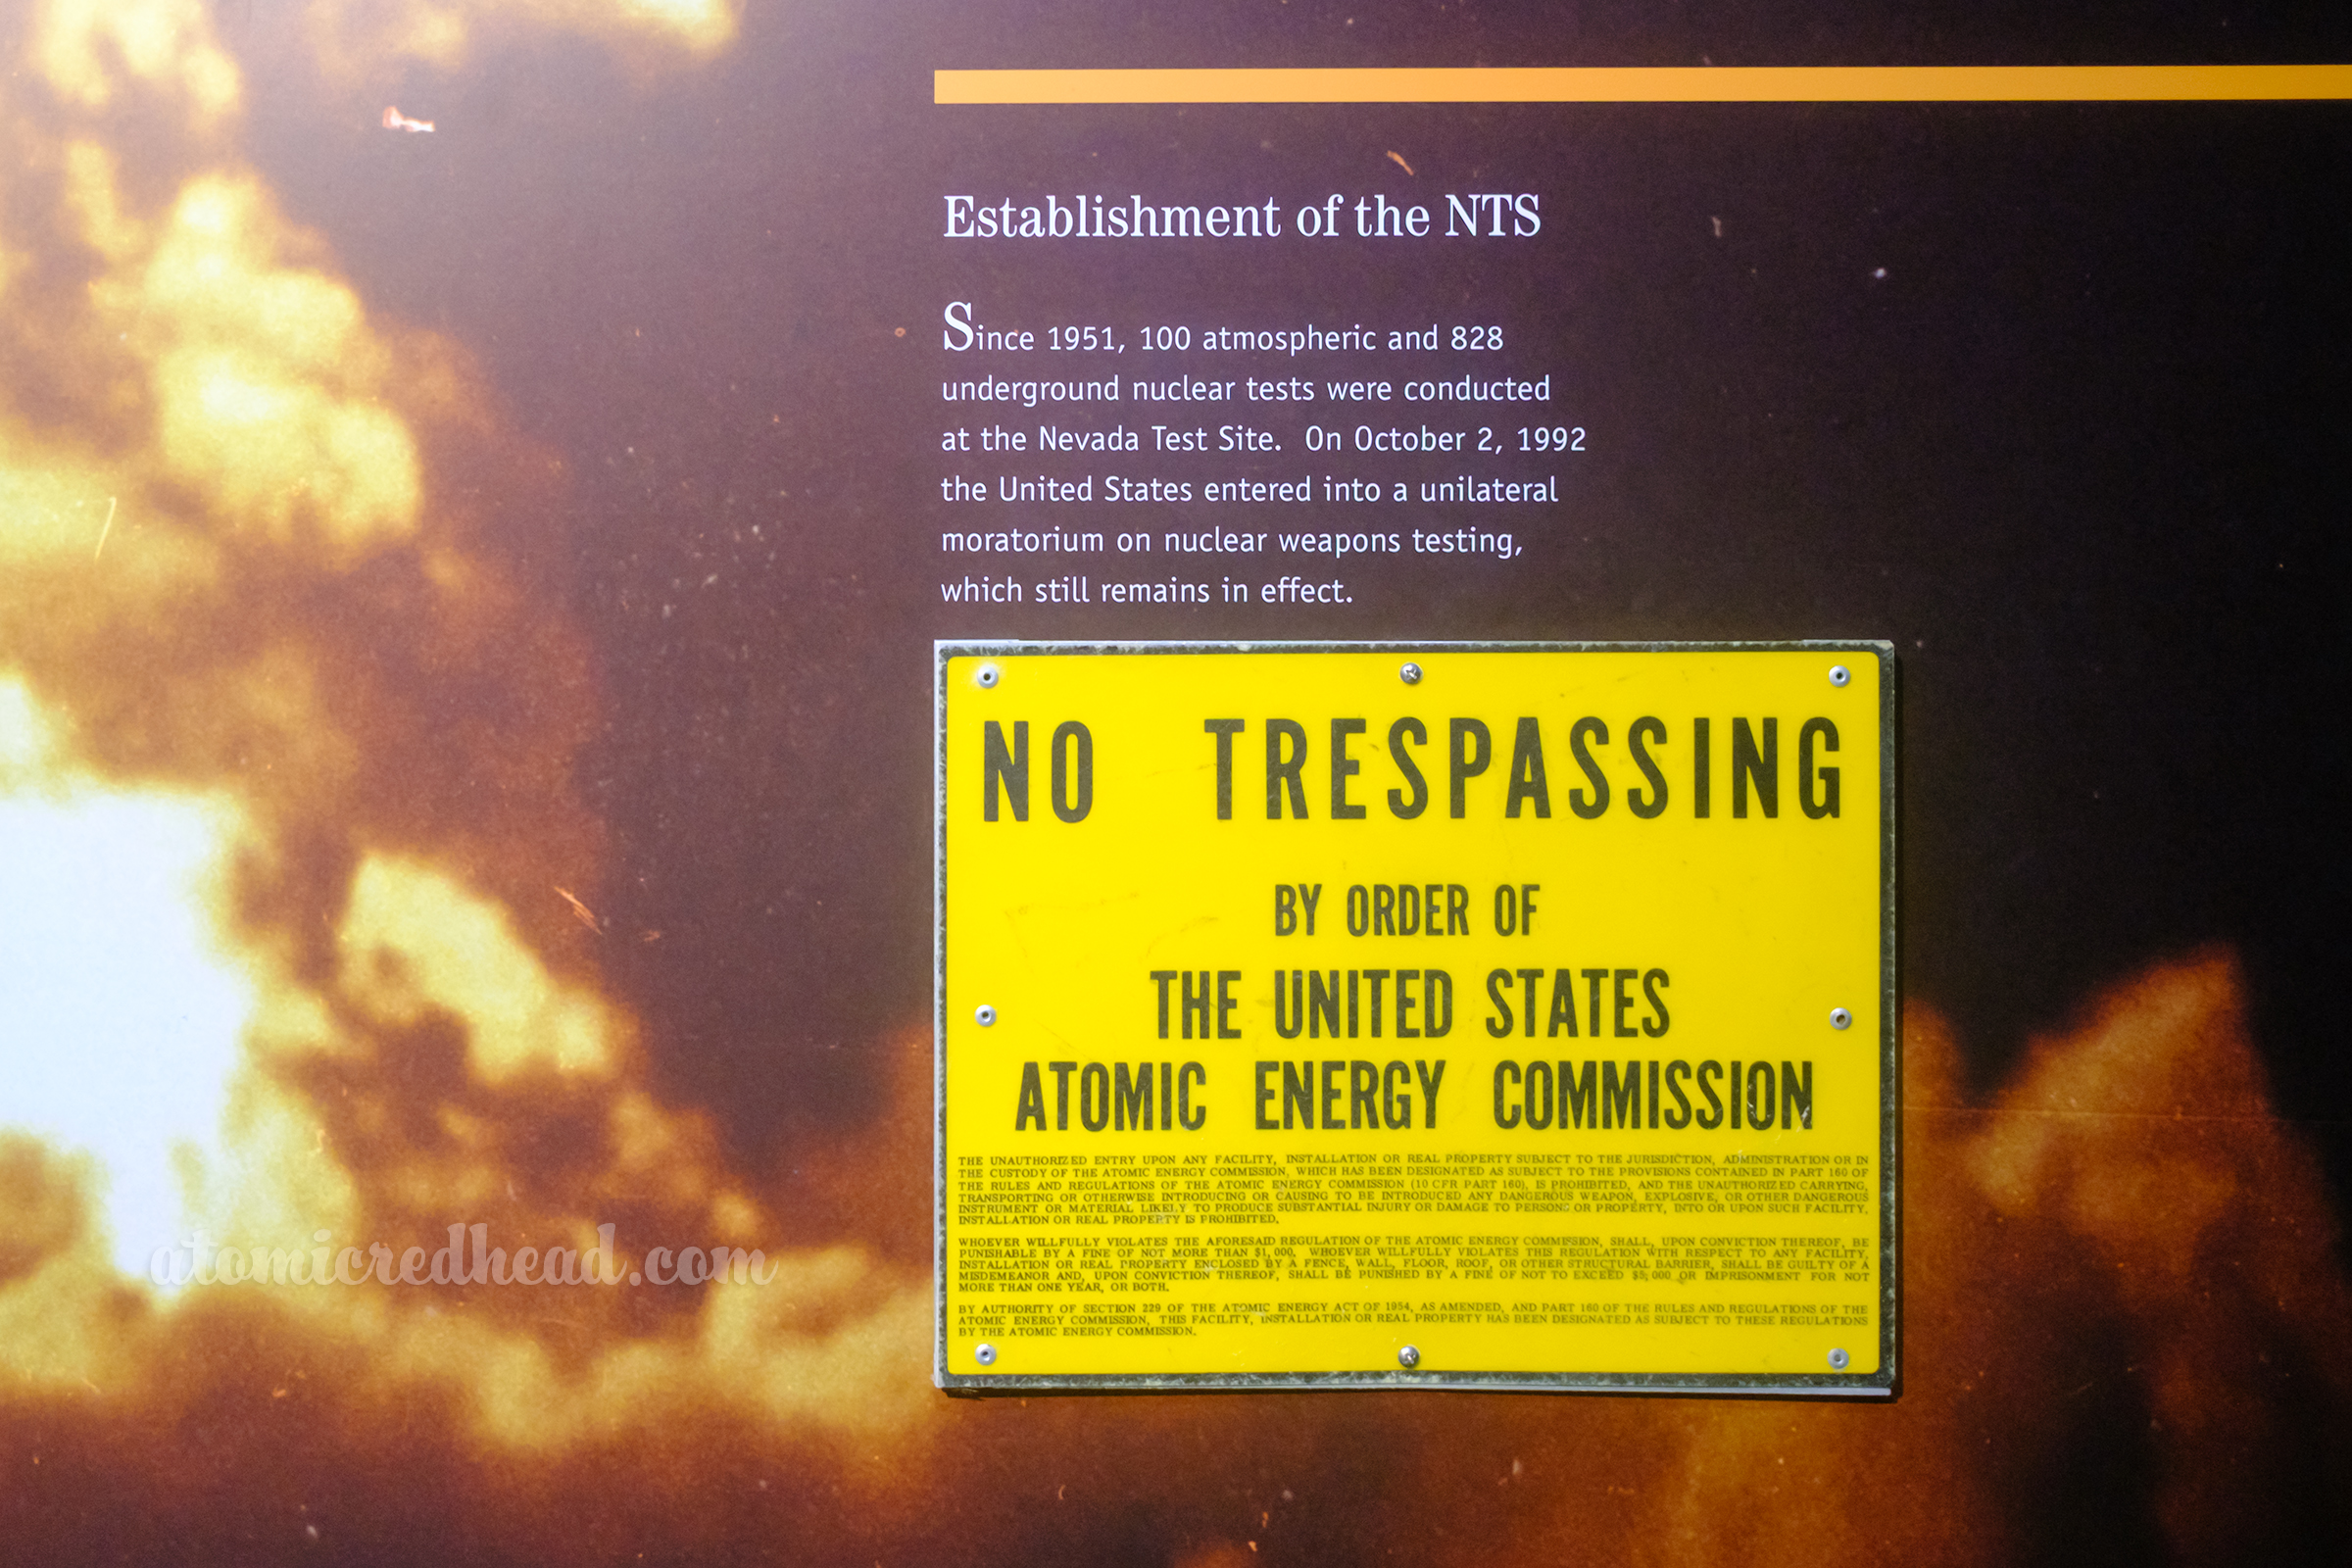 Establishment of the NTS
Since 1951, 100 atmospheric and 828
underground nuclear tests were conducted
at the Nevada Test Site. On October 2, 1992
the United States entered into a unilateral
moratorium on nuclear weapons testing,
which still remains in effect.
NO TRESPASSING
BY ORDER OF
THE UNITED STATES
ATOMIC ENERGY COMMISSION
THE UNAUTHORIZED ENTRY UPON ANY FACILITY, INSTALLATION OR REAL PROPERTY SUBJECT TO THE JURISDICTION, ADMINISTRATION OR IN
THE CUSTODY OF THE ATOMIC ENERGY COMMISSION, WHICH HAS BEEN DESIGNATED AS SUBJECT TO THE PROVISIONS CONTAINED IN PART 160 OF
THE RULES AND REGULATIONS OF THE ATOMIC ENERGY COMMISSION (10 CFR PART 160), IS PROHIBITED, AND THE UNAUTHORIZED CARRYING,
TRANSPORTING OR OTHERWISE INTRODUCING OR CAUSING TO BE INTRODUCED ANY DANGEROUS WEAPON, EXPLOSIVE, OR OTHER DANGEROUS
INSTRUMENT OR MATERIAL LIKELY TO PRODUCE SUBSTANTIAL INJURY OR DAMAGE TO PERSONS OR PROPERTY, INTO OR UPON SUCH FACILITY,
INSTALLATION OR REAL PROPERTY IS PROHIBITED.
WHOEVER WILLFULLY VIOLATES THE AFORESAID REGULATION OF THE ATOMIC ENERGY COMMISSION, SHALL, UPON CONVICTION THEREOF, BE
PUNISHABLE BY A FINE OF NOT MORE THAN $1,000. WHOEVER WILLFULLY VIOLATES THIS REGULATION WITH RESPECT TO ANY FACILITY,
INSTALLATION OR REAL PROPERTY ENCLOSED BY A FENCE, WALL, FLOOR, ROOF, OR OTHER STRUCTURAL BARRIER, SHALL BE GUILTY OF A
MISDEMEANOR AND, UPON CONVICTION THEREOF, SHALL BE PUNISHED BY A FINE OF NOT TO EXCEED $5,000 OR IMPRISONMENT FOR NOT
MORE THAN ONE YEAR, OR BOTH.
BY AUTHORITY OF SECTION 229 OF THE ATOMIC ENERGY ACT OF 1954, AS AMENDED, AND PART 160 OF THE RULES AND REGULATIONS OF THE
ATOMIC ENERGY COMMISSION, THIS FACILITY, INSTALLATION OR REAL PROPERTY HAS BEEN DESIGNATED AS SUBJECT TO THESE REGULATIONS
BY THE ATOMIC ENERGY COMMISSION.
atomicredhead.com